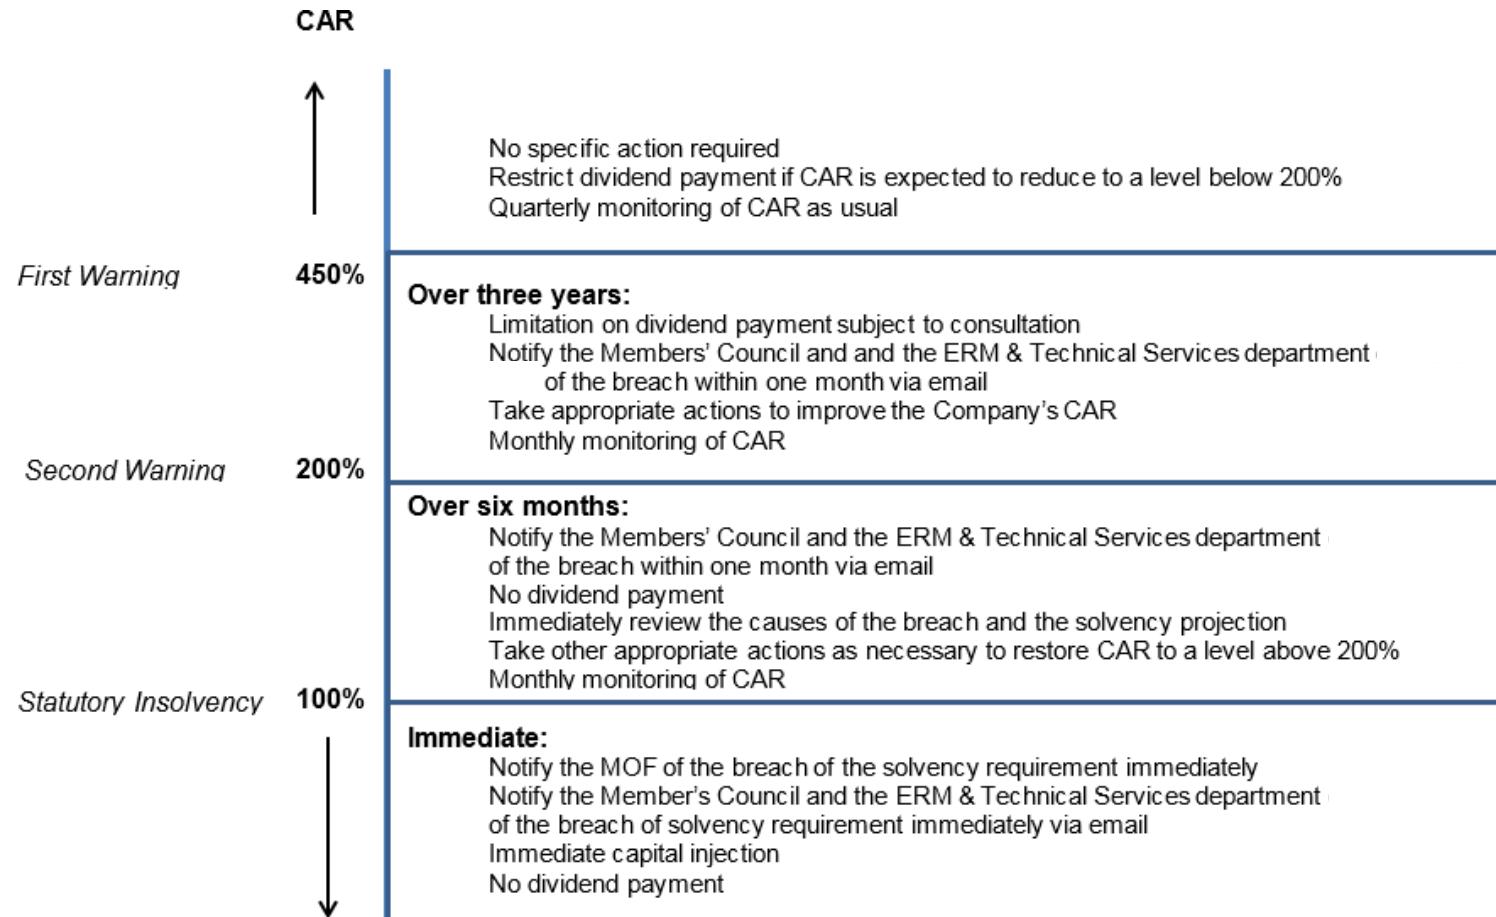 CAR
No specific action required
Restrict dividend payment if CAR is expected to reduce to a level below 200%
Quarterly monitoring of CAR as usual
First Warning 450%
Over three years:
Limitation on dividend payment subject to consultation
Notify the Members’ Council and and the ERM & Technical Services department
of the breach within one month via email
Take appropriate actions to improve the Company’s CAR
Monthly monitoring of CAR
Second Warning 200%
Over six months:
Notify the Members’ Council and the ERM & Technical Services department
of the breach within one month via email
No dividend payment
Immediately review the causes of the breach and the solvency projection
Take other appropriate actions as necessary to restore CAR to a level above 200%
Monthly monitoring of CAR
Statutory Insolvency 100%
Immediate:
Notify the MOF of the breach of the solvency requirement immediately
Notify the Member’s Council and the ERM & Technical Services department
of the breach of solvency requirement immediately via email
Immediate capital injection
No dividend payment